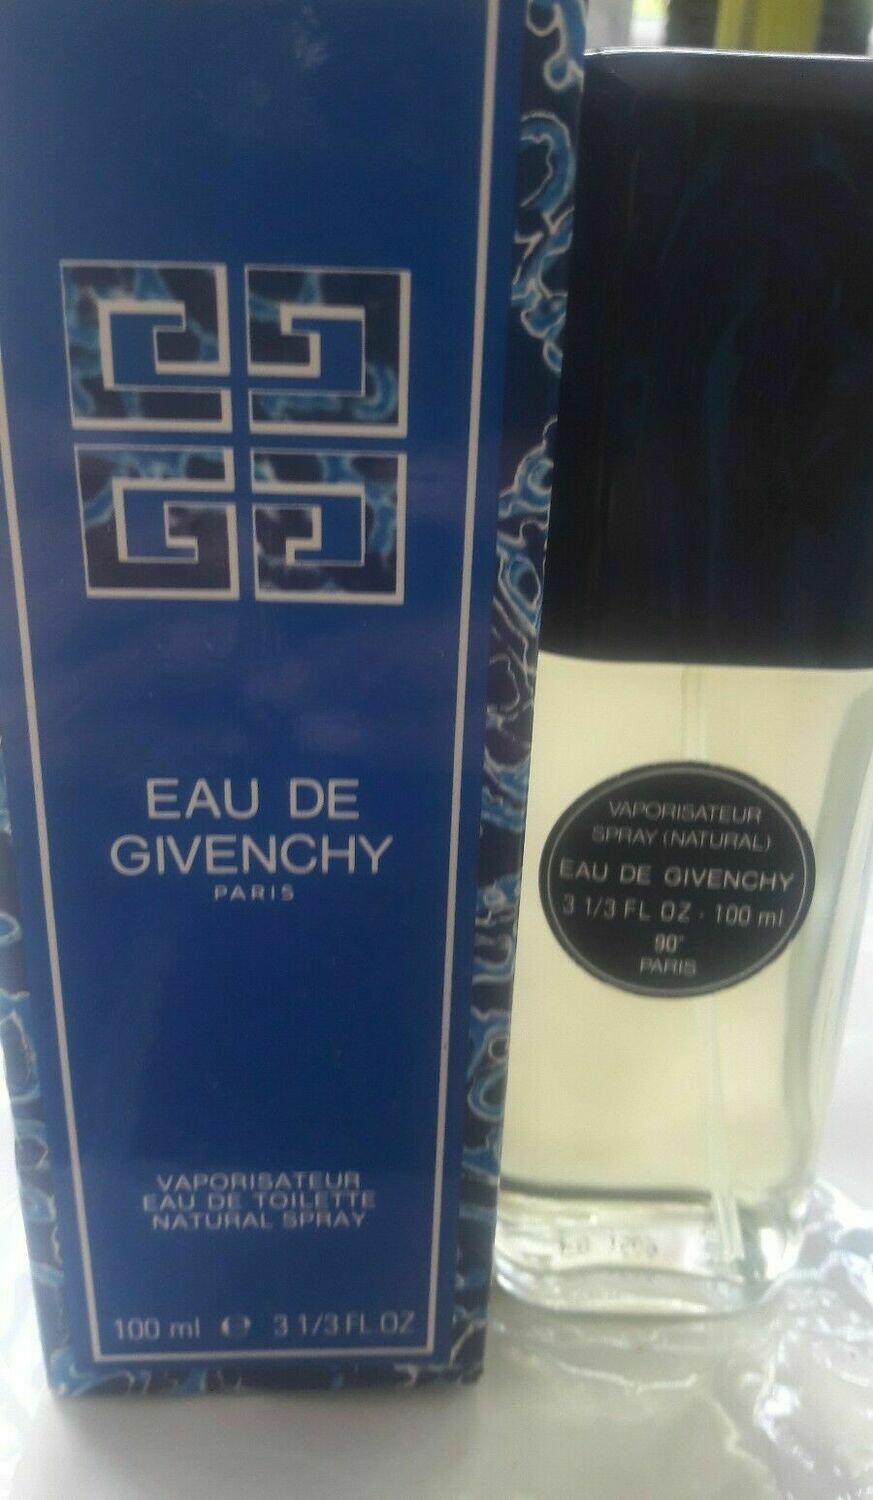 EAU DE
GIVENCHY
PARIS
VAPORISATEUR
EAU DE TOILETTE
NATURAL SPRAY
100 ml ℮ 3 1/3 FL.OZ
VAPORISATEUR
SPRAY (NATURAL)
EAU DE GIVENCHY
3 1/3 FL OZ - 100 ml
90°
PARIS